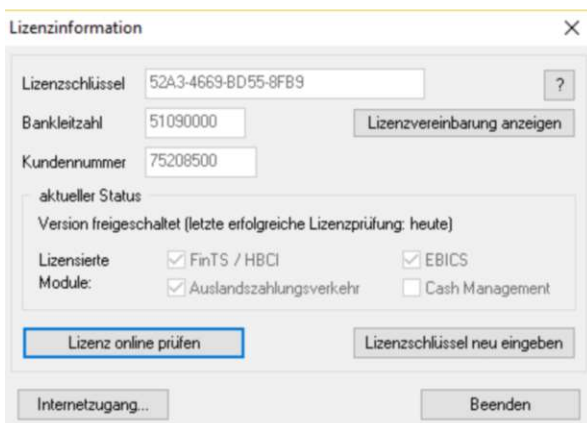 Lizenzinformation
Lizenzschlüssel 52A3-4669-BD55-8FB9 ?
Bankleitzahl 51090000 Lizenzvereinbarung anzeigen
Kundennummer 75208500
aktueller Status
Version freigeschaltet (letzte erfolgreiche Lizenzprüfung: heute)
Lizensierte FinTS / HBCI EBICS
Module: Auslandszahlungsverkehr Cash Management
Lizenz online prüfen Lizenzschlüssel neu eingeben
Internetzugang... Beenden